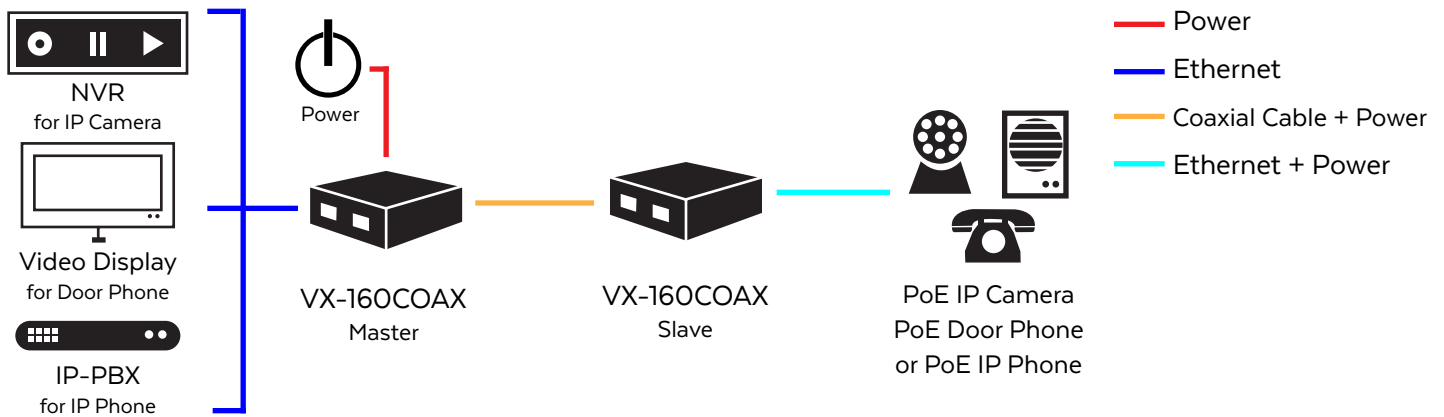 NVR
for IP Camera
Video Display
for Door Phone
IP-PBX
for IP Phone
Power
VX-160COAX
Master
VX-160COAX
Slave
PoE IP Camera
PoE Door Phone
or PoE IP Phone
Power
Ethernet
Coaxial Cable + Power
Ethernet + Power